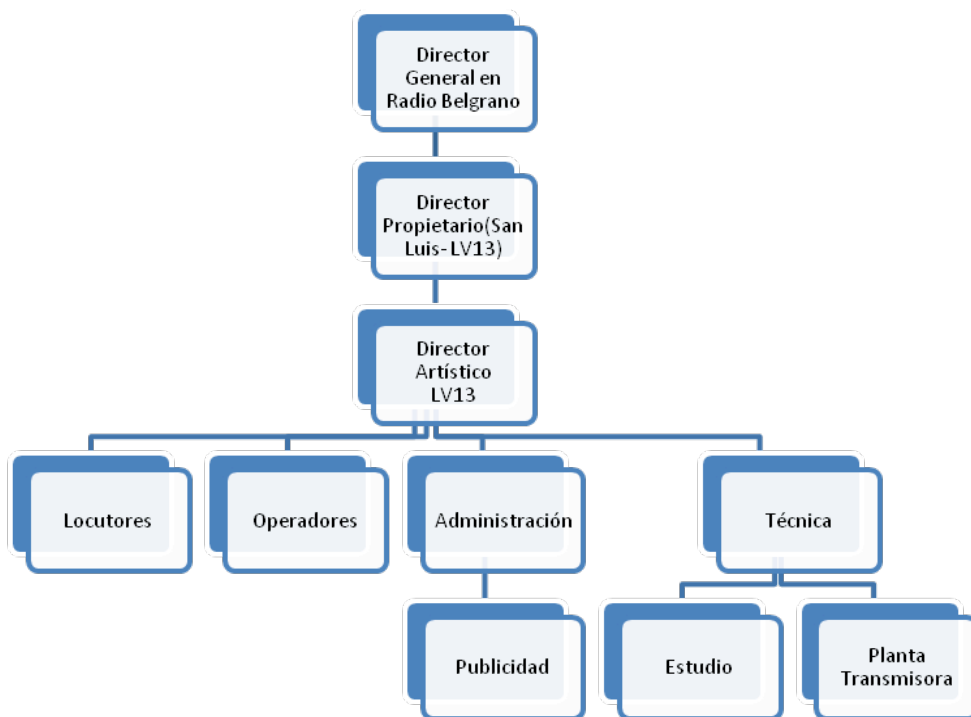 Director
General en
Radio Belgrano
Director
Propietario(San
Luis- LV13)
Director
Artístico
LV13
Locutores
Operadores
Administración
Técnica
Publicidad
Estudio
Planta
Transmisora